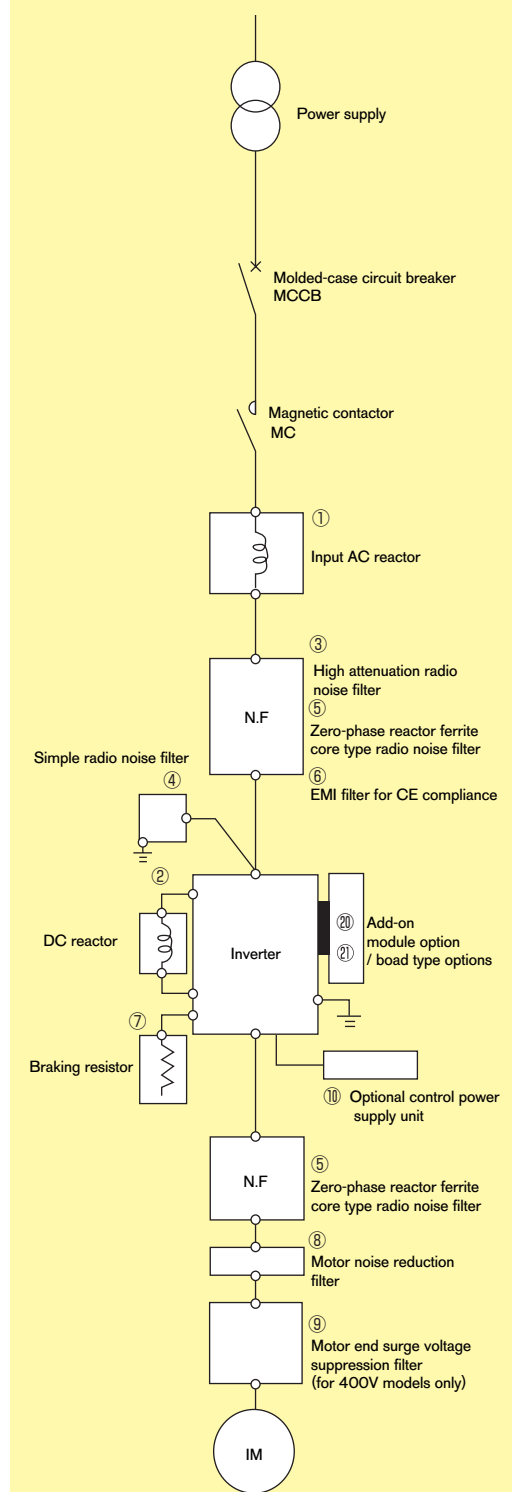 Power supply
Molded-case circuit breaker
MCCB
Magnetic contactor
MC
①
Input AC reactor
③
High attenuation radio
noise filter
N.F
⑤
Zero-phase reactor ferrite
core type radio noise filter
Simple radio noise filter
④
⑥
EMI filter for CE compliance
②
DC reactor
Inverter
⑳
㉑
Add-on
module option
/ boad type options
⑦
Braking resistor
⑩ Optional control power
supply unit
N.F
⑤
Zero-phase reactor ferrite
core type radio noise filter
⑧
Motor noise reduction
filter
⑨
Motor end surge voltage
suppression filter
(for 400V models only)
IM